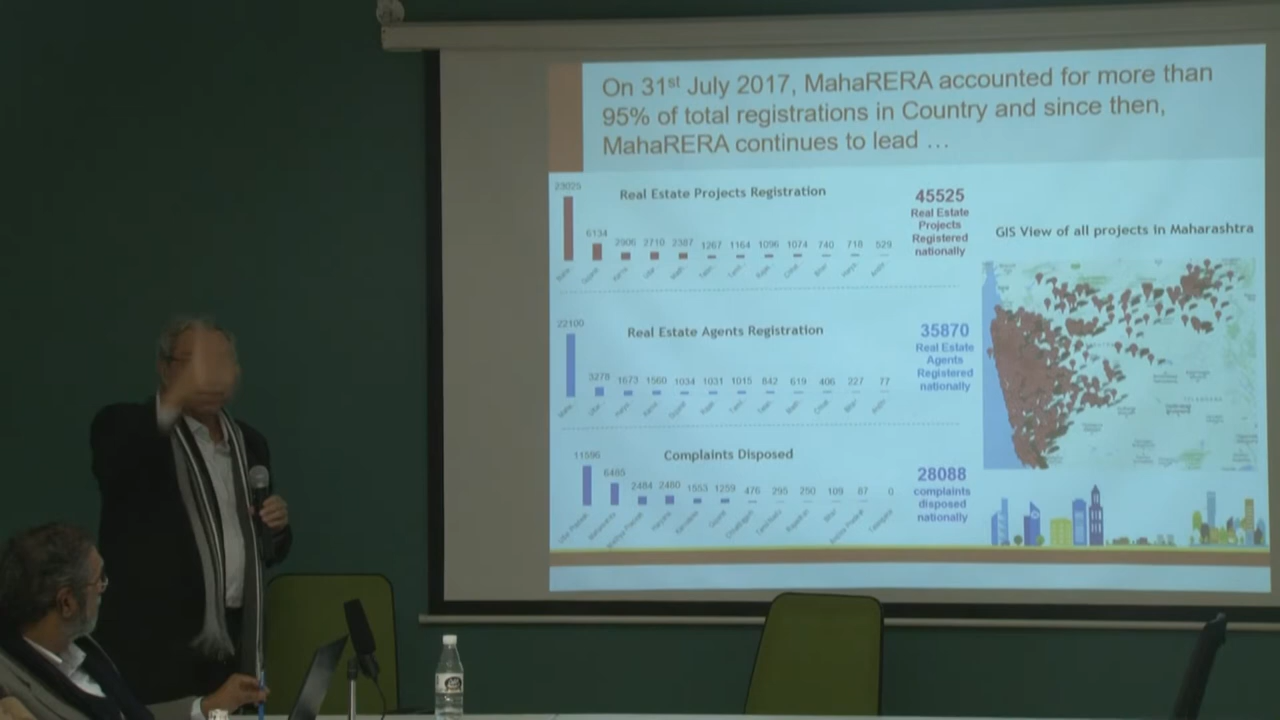 On 31st July 2017, MahaRERA accounted for more than
95% of total registrations in Country and since then,
MahaRERA continues to lead ...
Real Estate Projects Registration
23025 6134 2906 2710 2387 1267 1164 1096 1074 740 718 529
45525
Real Estate
Projects
Registered
nationally
GIS View of all projects in Maharashtra
Real Estate Agents Registration
22100 3278 1673 1560 1034 1031 1015 842 619 406 227 77
35870
Real Estate
Agents
Registered
nationally
Complaints Disposed
6485 2484 2460 1553 1259 476 295 250 109 87 0
28088
complaints
disposed
nationally